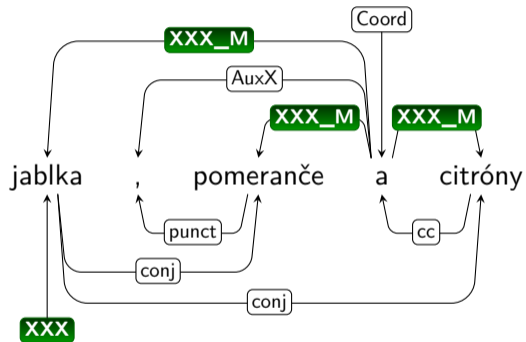 Coord
XXX_M
AuxX
XXX_M XXX_M
jablka , pomeranče a citróny
punct cc
conj
conj
XXX